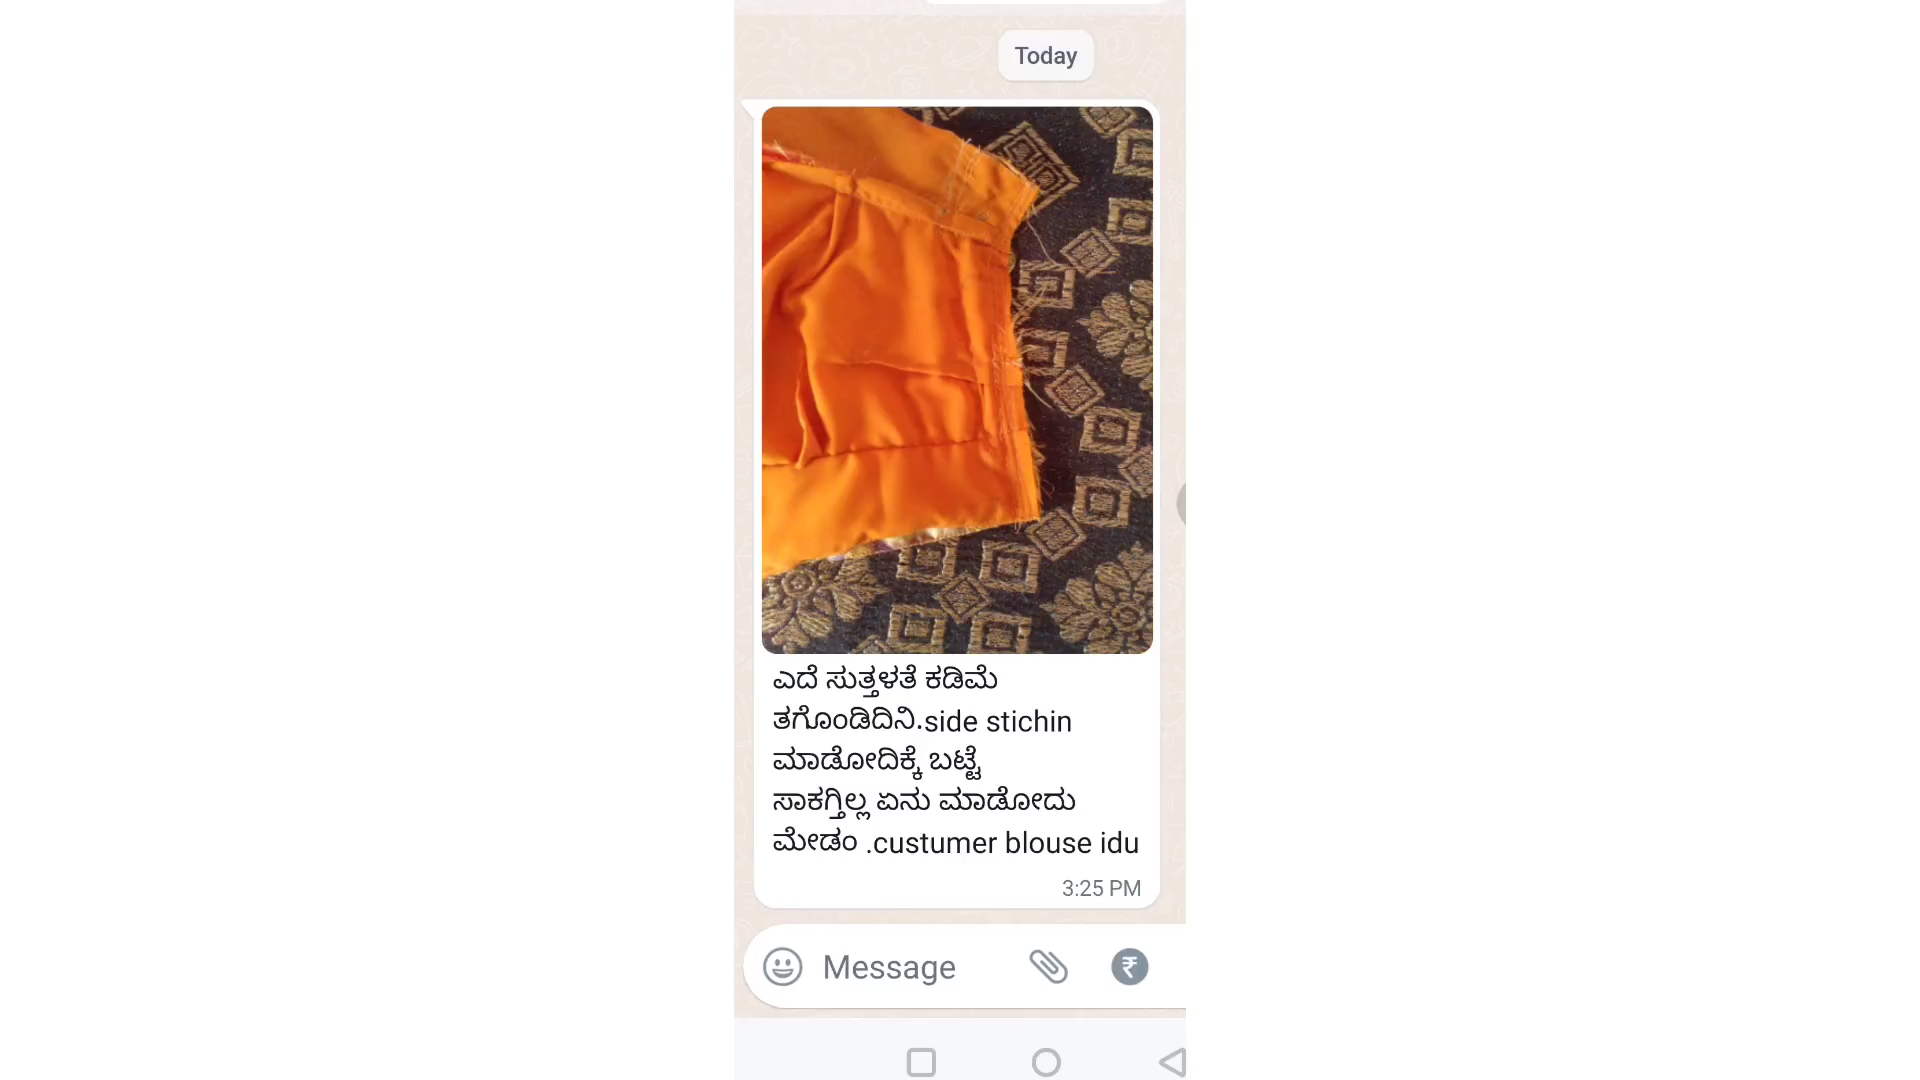 Today
ಎದೆ ಸುತ್ತಳತೆ ಕಡಿಮೆ
ತಗೊಂಡಿದಿನಿ.side stichin
ಮಾಡೋದಿಕ್ಕೆ ಬಟ್ಟೆ
ಸಾಕಗ್ತಿಲ್ಲ ಏನು ಮಾಡೋದು
ಮೇಡಂ .custumer blouse idu
3:25 PM
Message
₹